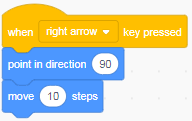 when right arrow key pressed
point in direction 90
move 10 steps